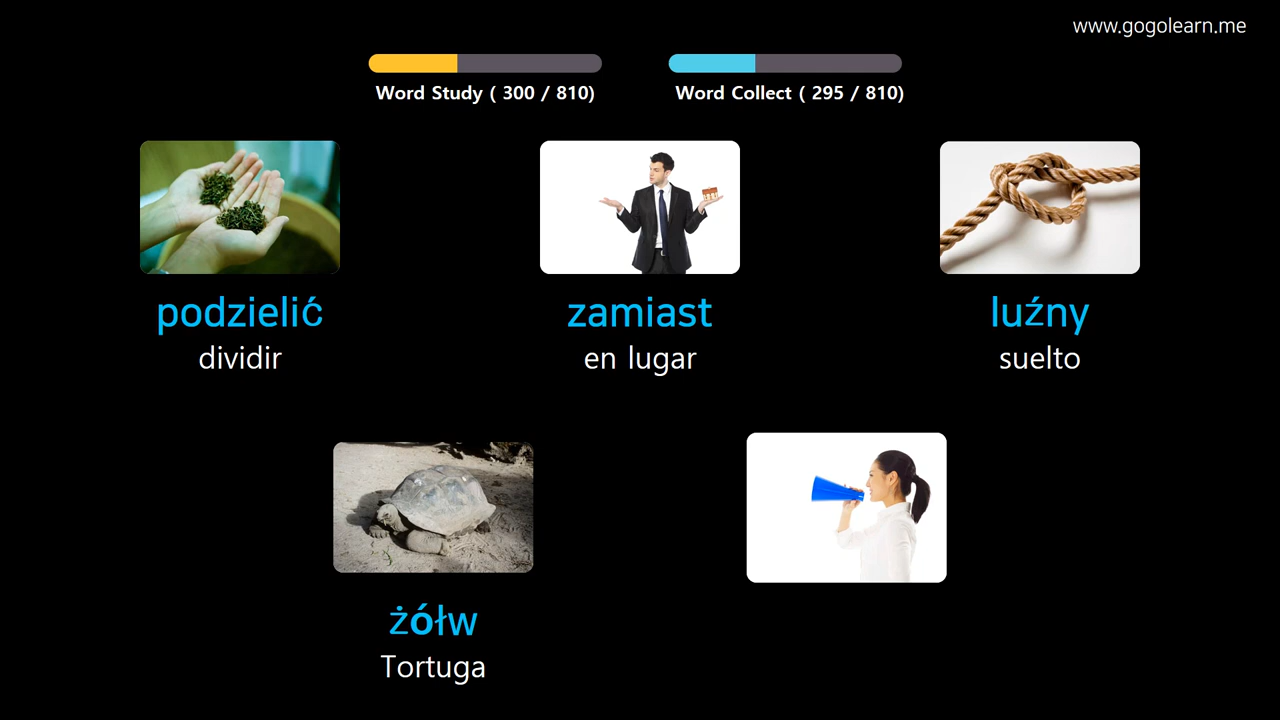 www.gogolearn.me
Word Study ( 300 / 810)
Word Collect ( 295 / 810)
podzielić
dividir
zamiast
en lugar
luźny
suelto
żółw
Tortuga